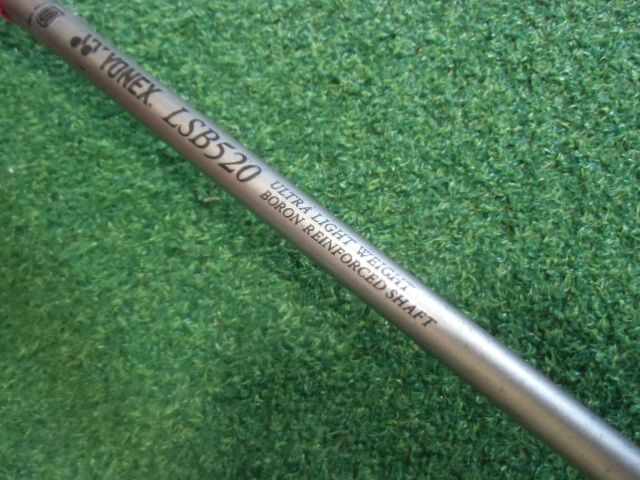 YONEX. LSB520
ULTRA LIGHT WEIGHT
BORON REINFORCED SHAFT